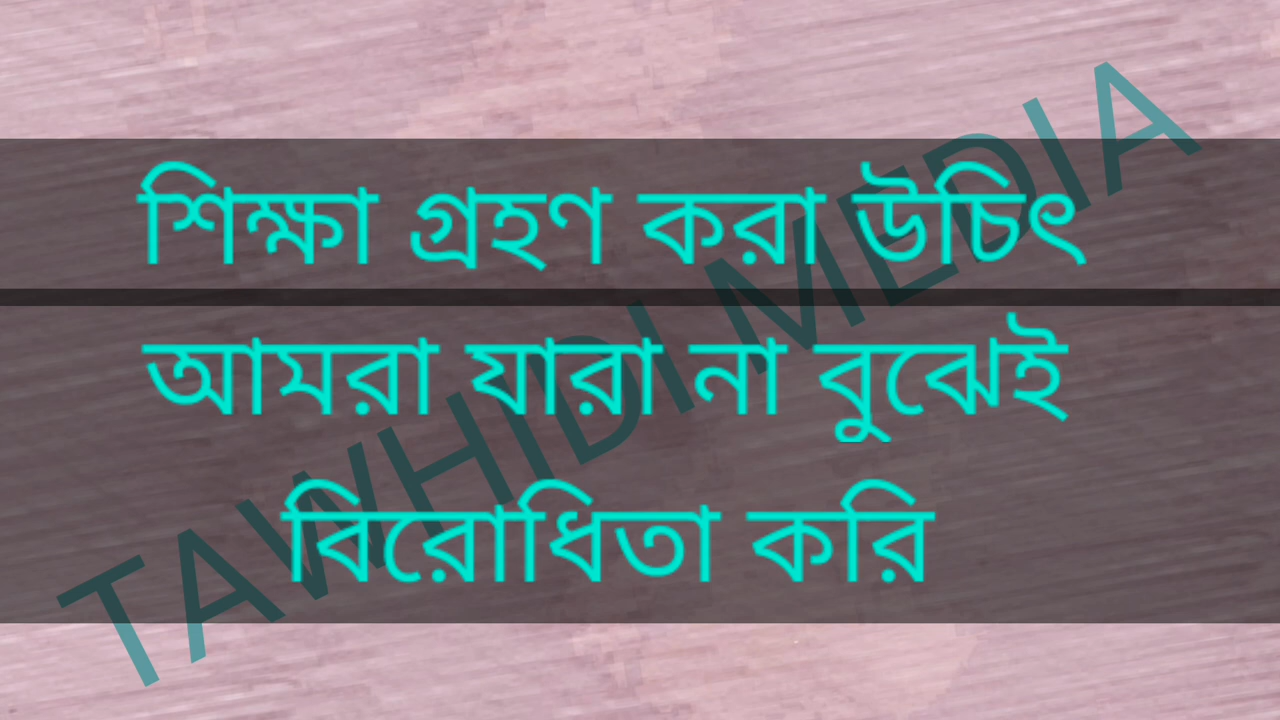 শিক্ষা গ্রহণ করা উচিৎ
আমরা যারা না বুঝেই
বিরোধিতা করি
TAWHIDI MEDIA